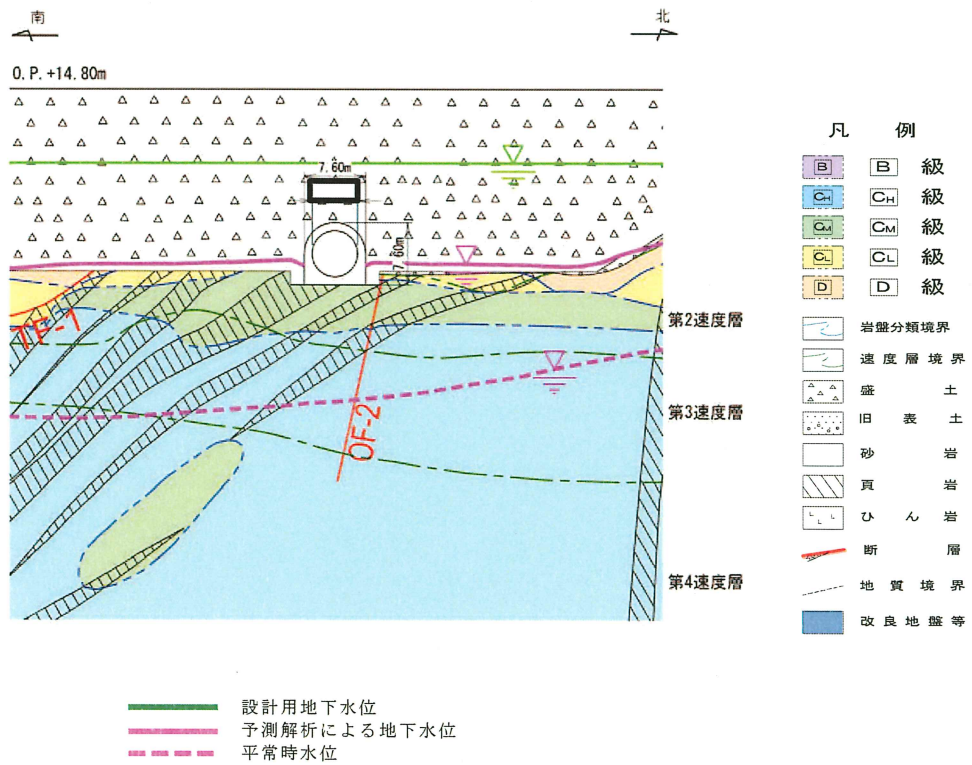 南
北
O.P.+14.80m
7.60m
7.60m
TF-1
OF-2
第2速度層
第3速度層
第4速度層
凡 例
B B 級
CH CH 級
CM CM 級
CL CL 級
D D 級
岩盤分類境界
速度層境界
盛 土
旧 表 土
砂 岩
頁 岩
ひん岩
断 層
地質境界
改良地盤等
設計用地下水位
予測解析による地下水位
平常時水位